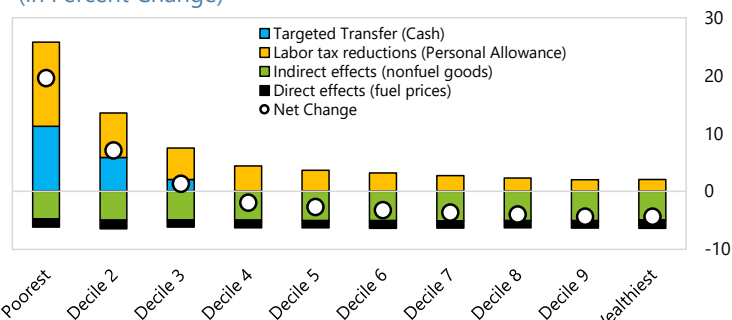 (in Percent Change)
Targeted Transfer (Cash)
Labor tax reductions (Personal Allowance)
Indirect effects (nonfuel goods)
Direct effects (fuel prices)
Net Change
30
20
10
0
-10
Poorest
Decile 2
Decile 3
Decile 4
Decile 5
Decile 6
Decile 7
Decile 8
Decile 9